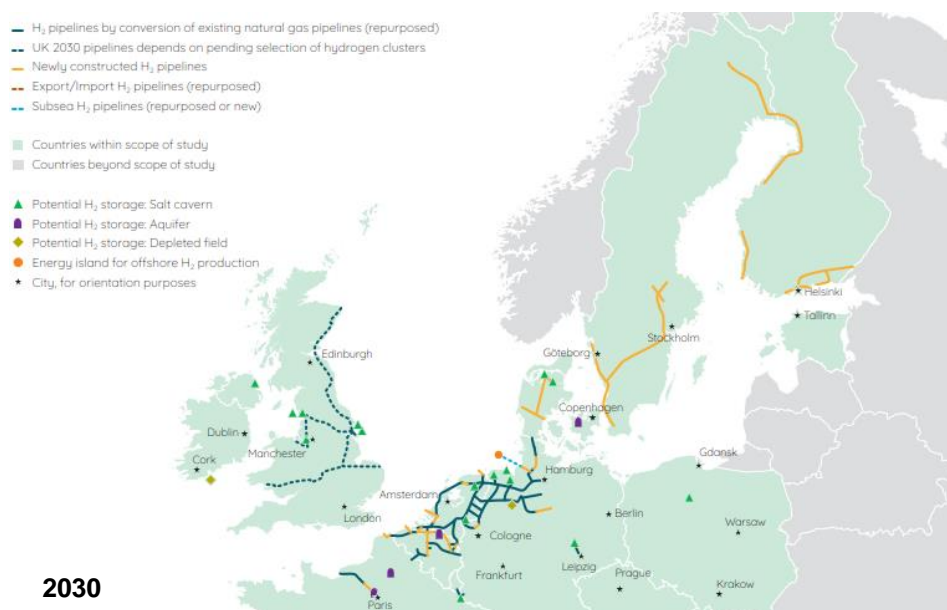 H₂ pipelines by conversion of existing natural gas pipelines (repurposed)
UK 2030 pipelines depends on pending selection of hydrogen clusters
Newly constructed H₂ pipelines
Export/Import H₂ pipelines (repurposed)
Subsea H₂ pipelines (repurposed or new)
Countries within scope of study
Countries beyond scope of study
Potential H₂ storage: Salt cavern
Potential H₂ storage: Aquifer
Potential H₂ storage: Depleted field
Energy island for offshore H₂ production
City, for orientation purposes
Helsinki
Tallinn
Stockholm
Göteborg
Edinburgh
Copenhagen
Dublin
Manchester
Cork
Gdansk
Hamburg
Amsterdam
London
Berlin
Warsaw
Cologne
Leipzig
Frankfurt
Prague
Krakow
Paris
2030